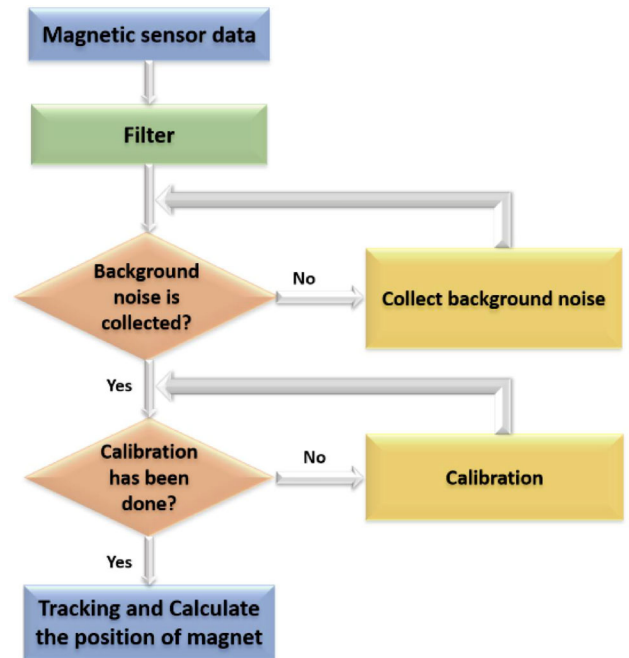 Magnetic sensor data
Filter
Background
noise is
collected?
No
Collect background noise
Yes
Calibration
has been
done?
No
Calibration
Yes
Tracking and Calculate
the position of magnet